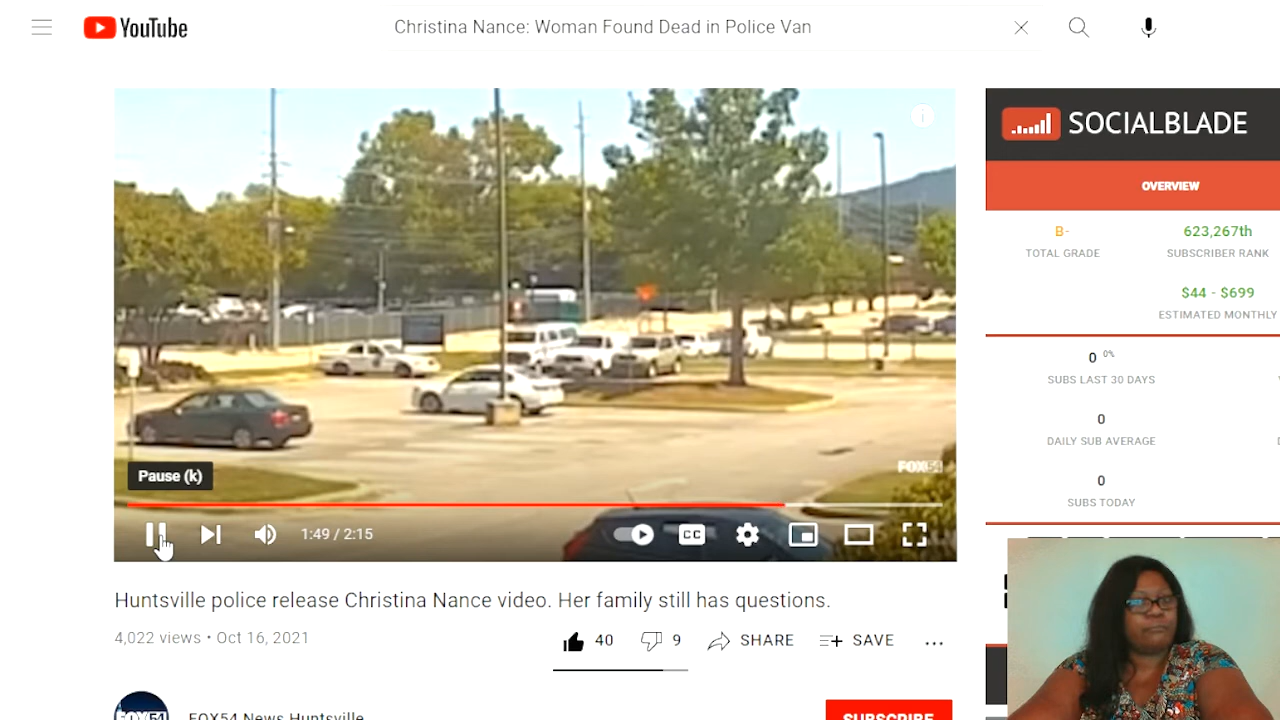 YouTube
Christina Nance: Woman Found Dead in Police Van
SOCIALBLADE
OVERVIEW
B-
TOTAL GRADE
623,267th
SUBSCRIBER RANK
$44 - $699
ESTIMATED MONTHLY
0 0%
SUBS LAST 30 DAYS
0
DAILY SUB AVERAGE
0
SUBS TODAY
FOX54
Pause (k)
1:49 / 2:15
CC
Huntsville police release Christina Nance video. Her family still has questions.
4,022 views • Oct 16, 2021
40
9
SHARE
SAVE
FOX54
FOX54 News Huntsville
SUBSCRIBE